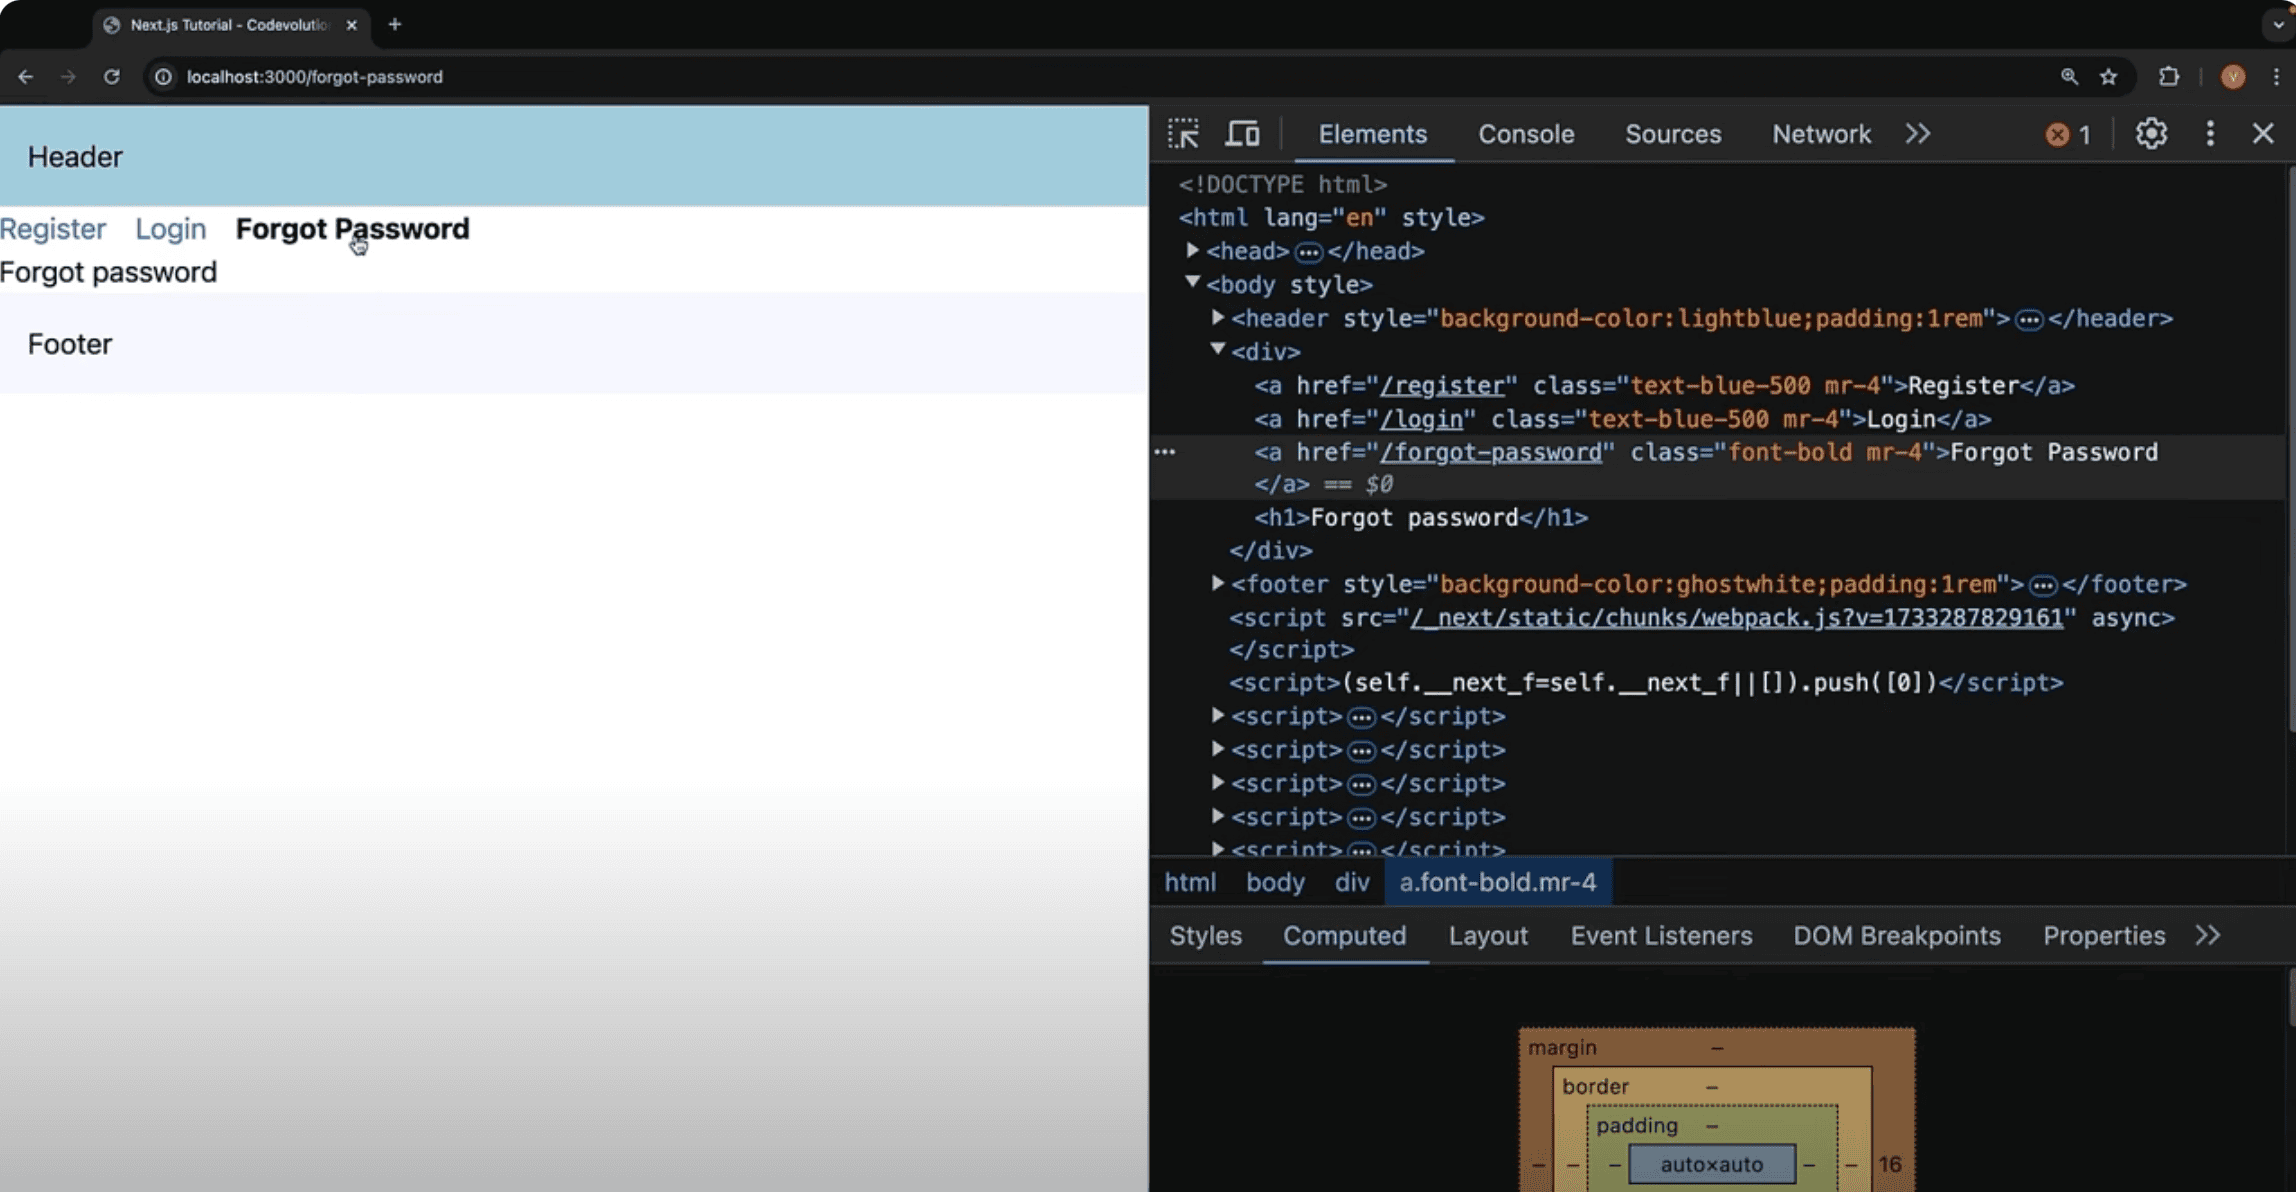 Next.js Tutorial - Codevolutio
localhost:3000/forgot-password
V
Header
Register Login Forgot Password
Forgot password
Footer
Elements Console Sources Network 1
<!DOCTYPE html>
<html lang="en" style>
<head>…</head>
<body style>
<header style="background-color:lightblue;padding:1rem">…</header>
<div>
<a href="/register" class="text-blue-500 mr-4">Register</a>
<a href="/login" class="text-blue-500 mr-4">Login</a>
<a href="/forgot-password" class="font-bold mr-4">Forgot Password
</a> == $0
<h1>Forgot password</h1>
</div>
<footer style="background-color:ghostwhite;padding:1rem">…</footer>
<script src="/_next/static/chunks/webpack.js?v=1733287829161" async>
</script>
<script>(self.__next_f=self.__next_f||[]).push([0])</script>
<script>…</script>
<script>…</script>
<script>…</script>
<script>…</script>
<script>…</script>
html body div a.font-bold.mr-4
Styles Computed Layout Event Listeners DOM Breakpoints Properties
margin –
border –
padding –
– – – auto×auto – – 16